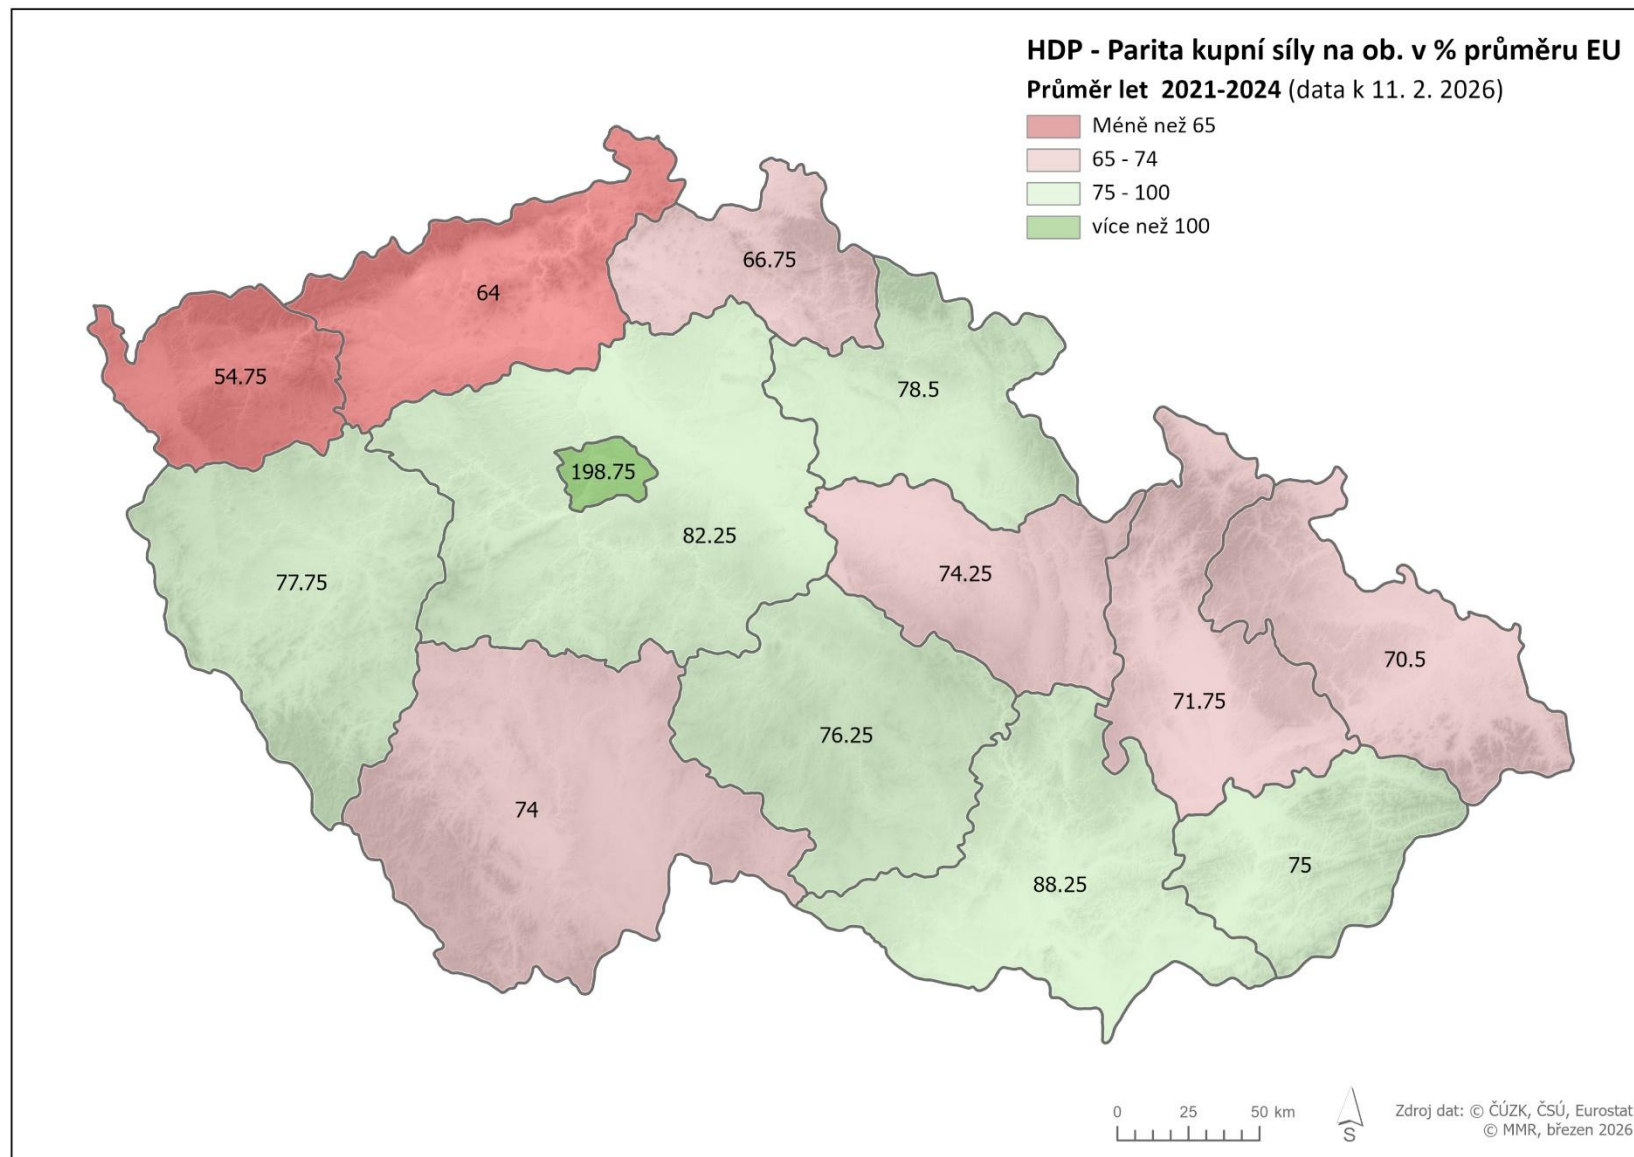 HDP - Parita kupní síly na ob. v % průměru EU
Průměr let 2021-2024 (data k 11. 2. 2026)
Méně než 65
65 - 74
75 - 100
více než 100
66.75
64
54.75
78.5
198.75
82.25
74.25
77.75
70.5
71.75
76.25
74
75
88.25
0 25 50 km
S
Zdroj dat: © ČÚZK, ČSÚ, Eurostat
© MMR, březen 2026